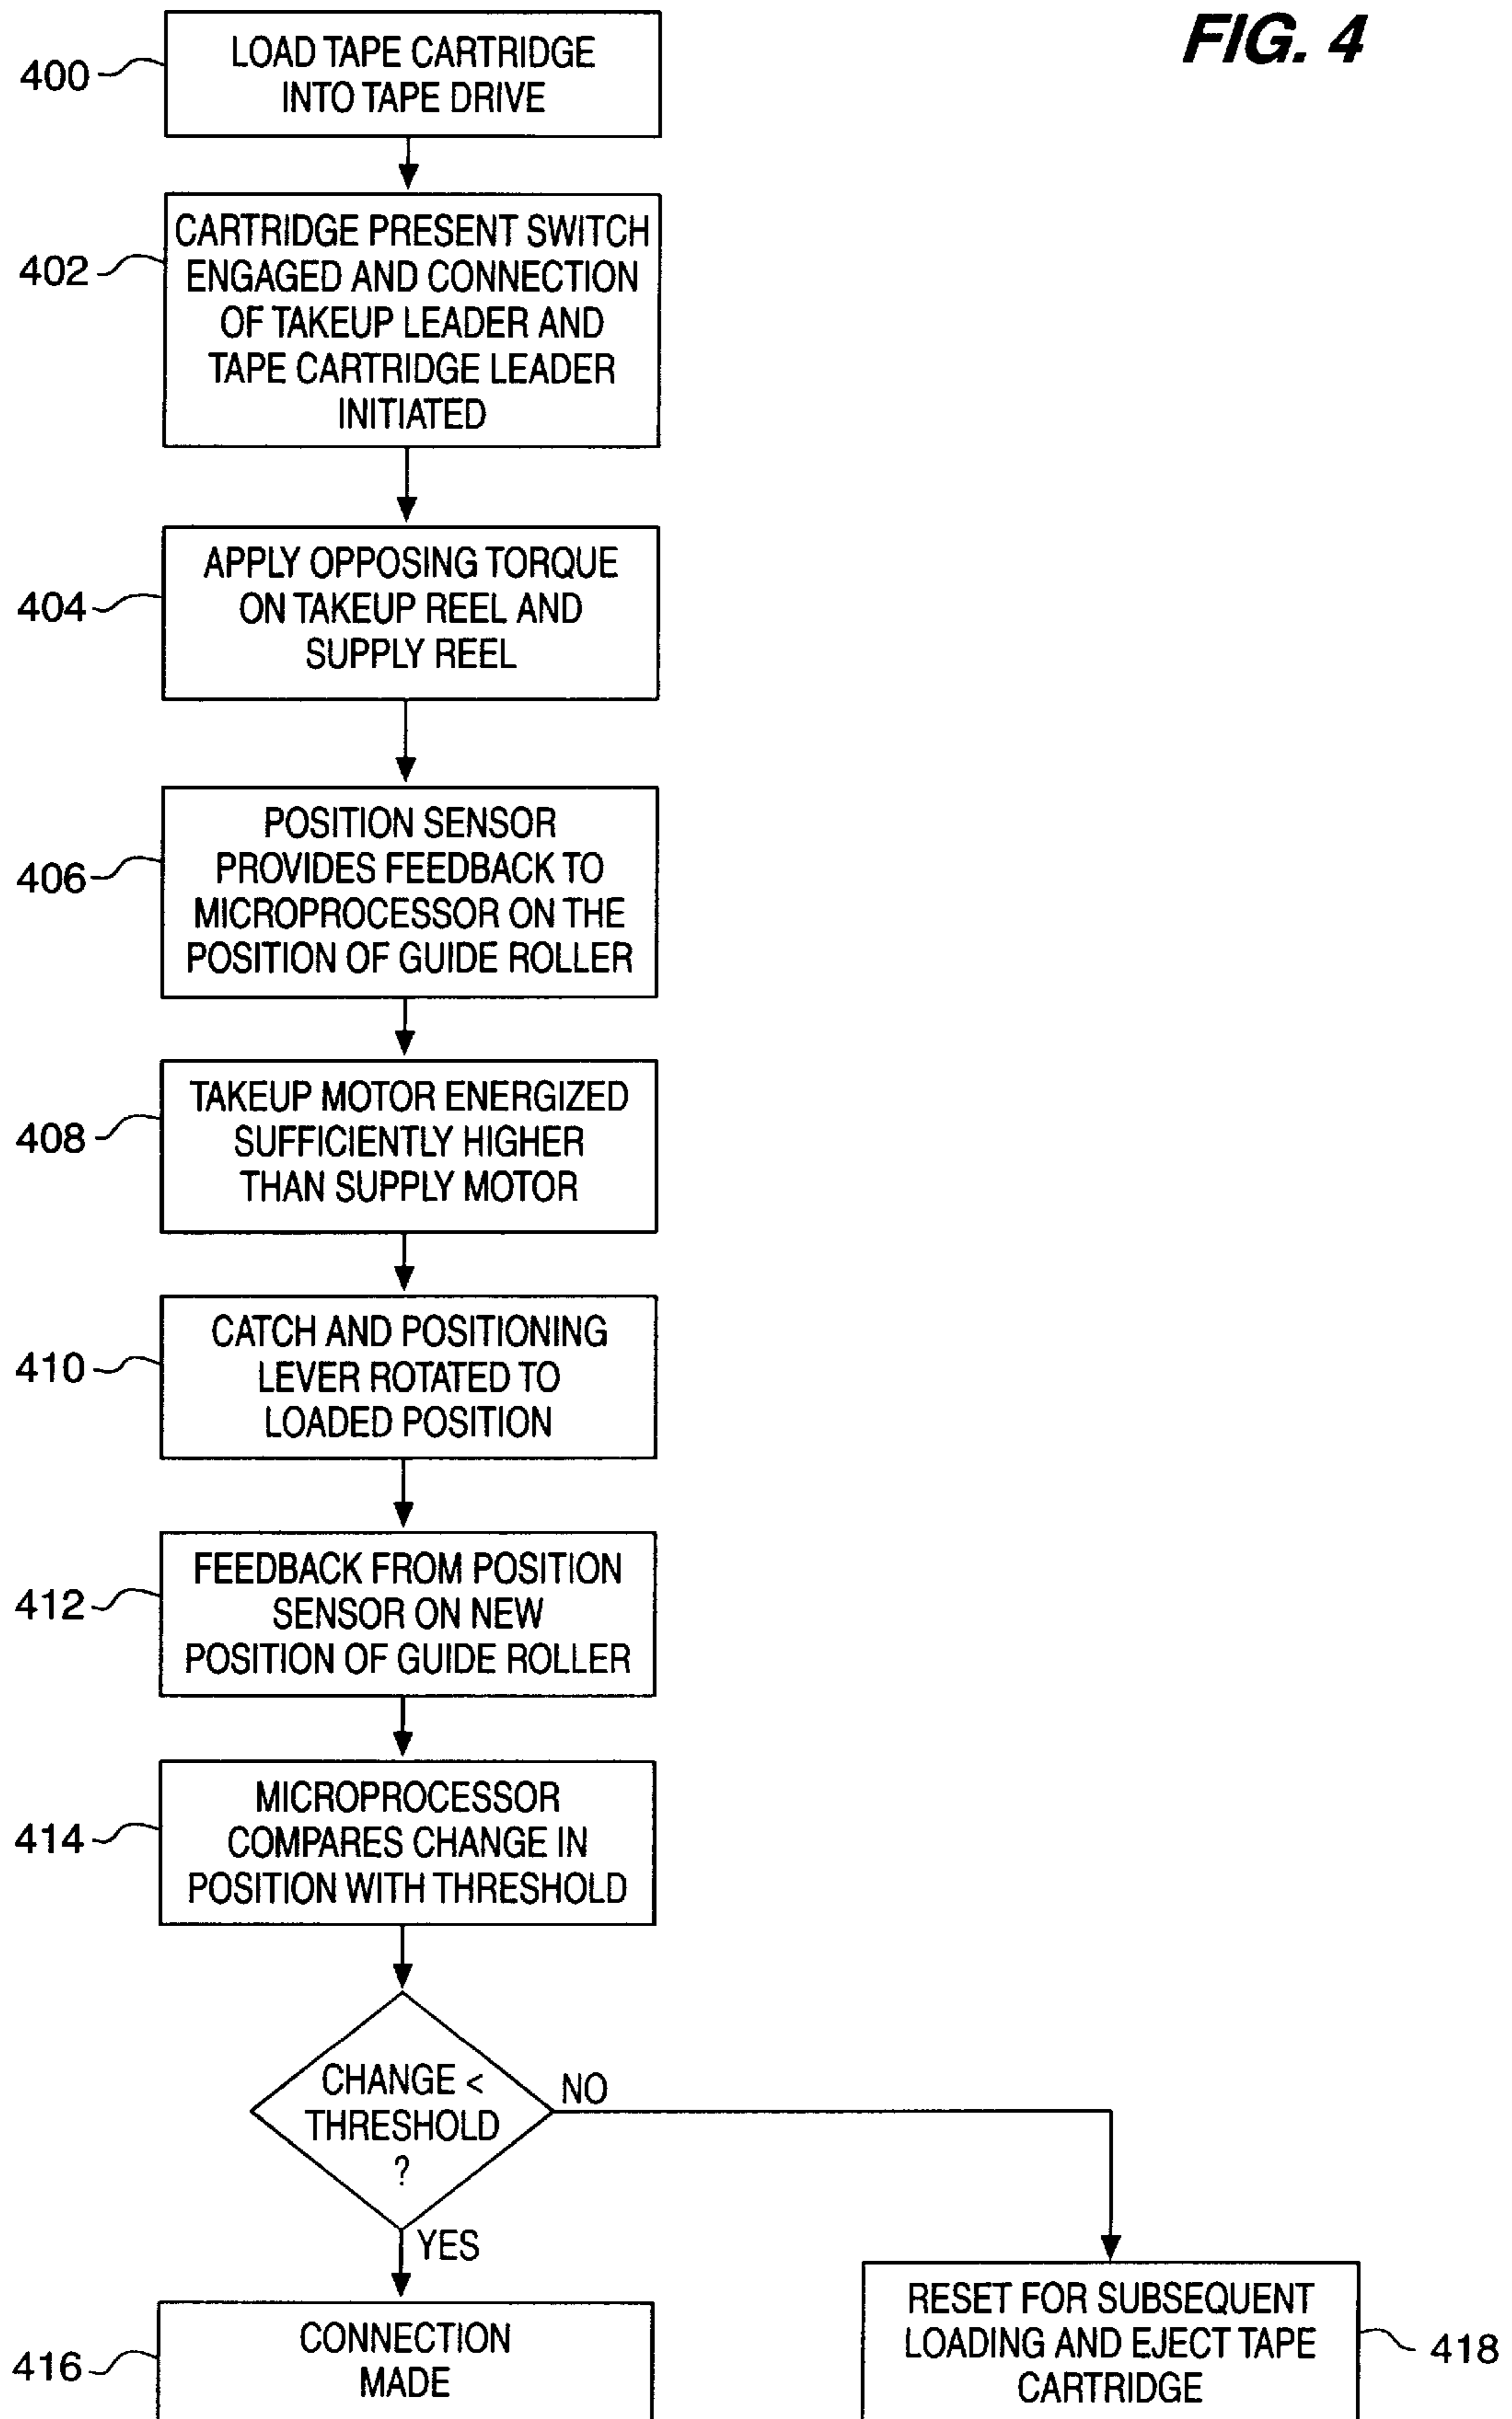 FIG. 4
400
LOAD TAPE CARTRIDGE
INTO TAPE DRIVE
402
CARTRIDGE PRESENT SWITCH
ENGAGED AND CONNECTION
OF TAKEUP LEADER AND
TAPE CARTRIDGE LEADER
INITIATED
404
APPLY OPPOSING TORQUE
ON TAKEUP REEL AND
SUPPLY REEL
406
POSITION SENSOR
PROVIDES FEEDBACK TO
MICROPROCESSOR ON THE
POSITION OF GUIDE ROLLER
408
TAKEUP MOTOR ENERGIZED
SUFFICIENTLY HIGHER
THAN SUPPLY MOTOR
410
CATCH AND POSITIONING
LEVER ROTATED TO
LOADED POSITION
412
FEEDBACK FROM POSITION
SENSOR ON NEW
POSITION OF GUIDE ROLLER
414
MICROPROCESSOR
COMPARES CHANGE IN
POSITION WITH THRESHOLD
CHANGE <
THRESHOLD
?
NO
YES
416
CONNECTION
MADE
RESET FOR SUBSEQUENT
LOADING AND EJECT TAPE
CARTRIDGE
418